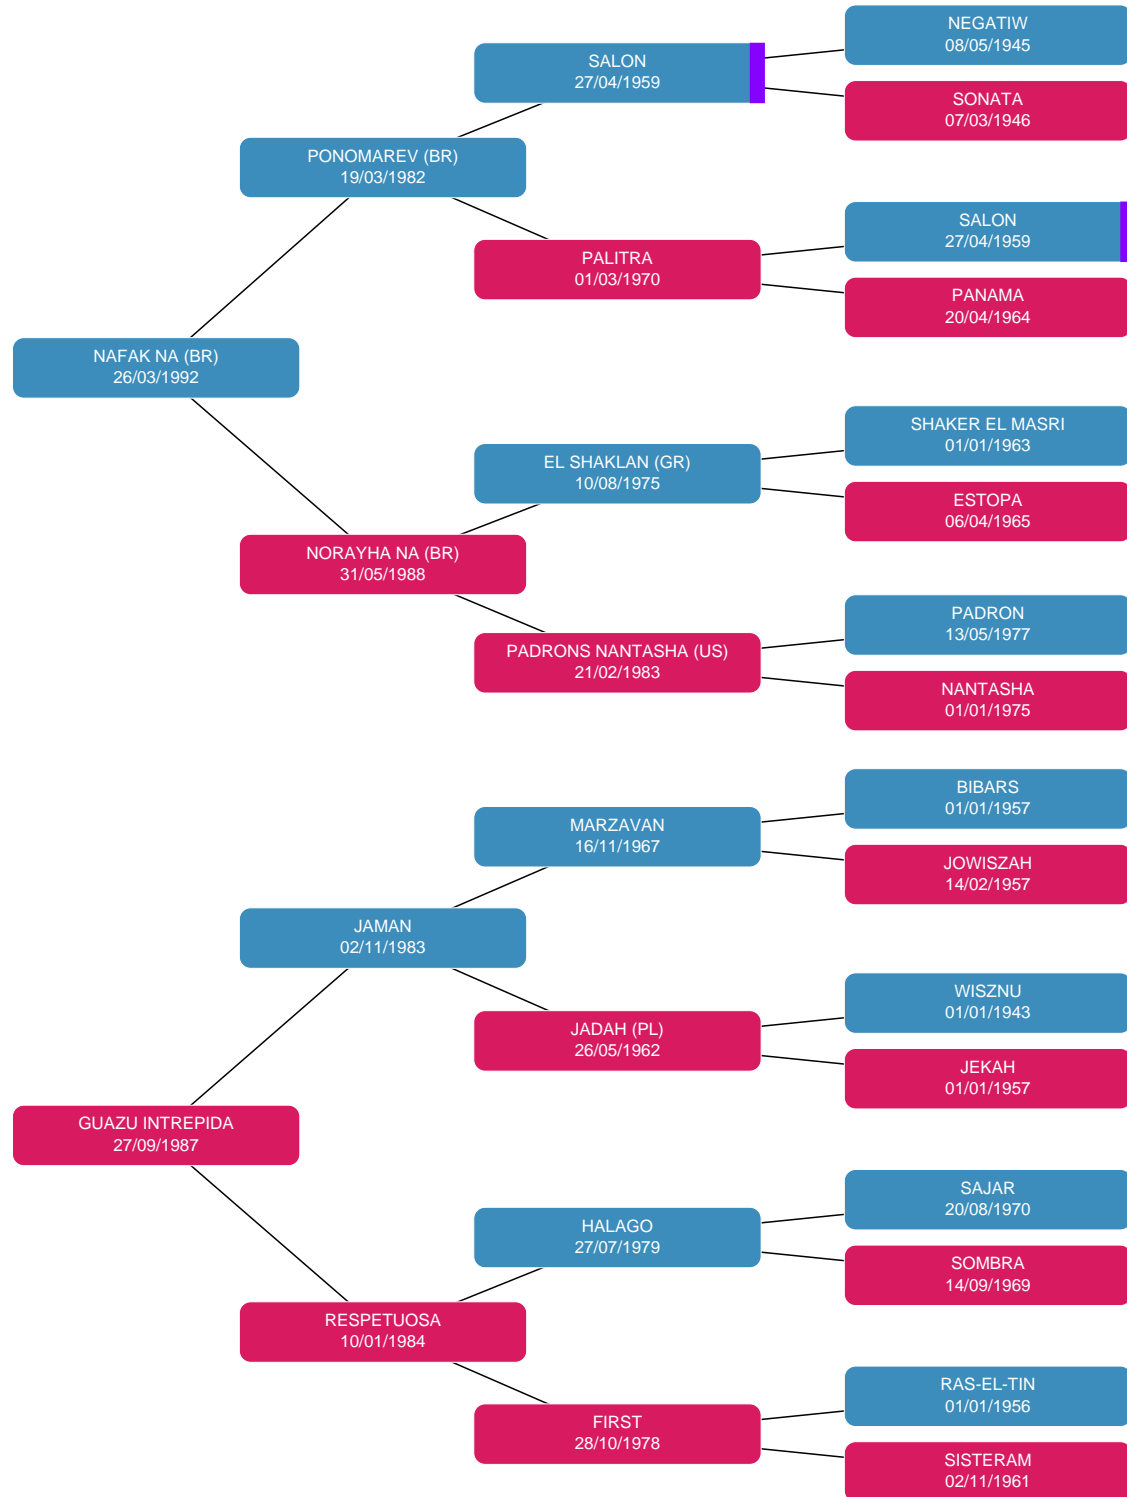 NEGATIW
08/05/1945
SALON
27/04/1959
SONATA
07/03/1946
PONOMAREV (BR)
19/03/1982
SALON
27/04/1959
PALITRA
01/03/1970
PANAMA
20/04/1964
NAFAK NA (BR)
26/03/1992
SHAKER EL MASRI
01/01/1963
EL SHAKLAN (GR)
10/08/1975
ESTOPA
06/04/1965
NORAYHA NA (BR)
31/05/1988
PADRON
13/05/1977
PADRONS NANTASHA (US)
21/02/1983
NANTASHA
01/01/1975
BIBARS
01/01/1957
MARZAVAN
16/11/1967
JOWISZAH
14/02/1957
JAMAN
02/11/1983
WISZNU
01/01/1943
JADAH (PL)
26/05/1962
JEKAH
01/01/1957
GUAZU INTREPIDA
27/09/1987
SAJAR
20/08/1970
HALAGO
27/07/1979
SOMBRA
14/09/1969
RESPETUOSA
10/01/1984
RAS-EL-TIN
01/01/1956
FIRST
28/10/1978
SISTERAM
02/11/1961